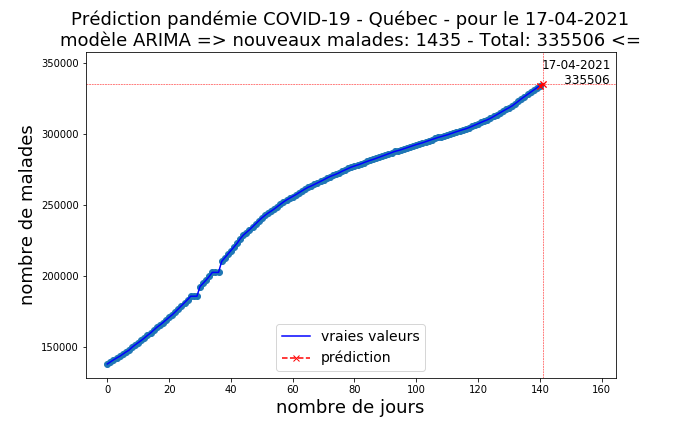 Prédiction pandémie COVID-19 - Québec - pour le 17-04-2021
modèle ARIMA => nouveaux malades: 1435 - Total: 335506 <=
17-04-2021
335506
350000
300000
250000
200000
150000
nombre de malades
vraies valeurs
prédiction
0 20 40 60 80 100 120 140 160
nombre de jours